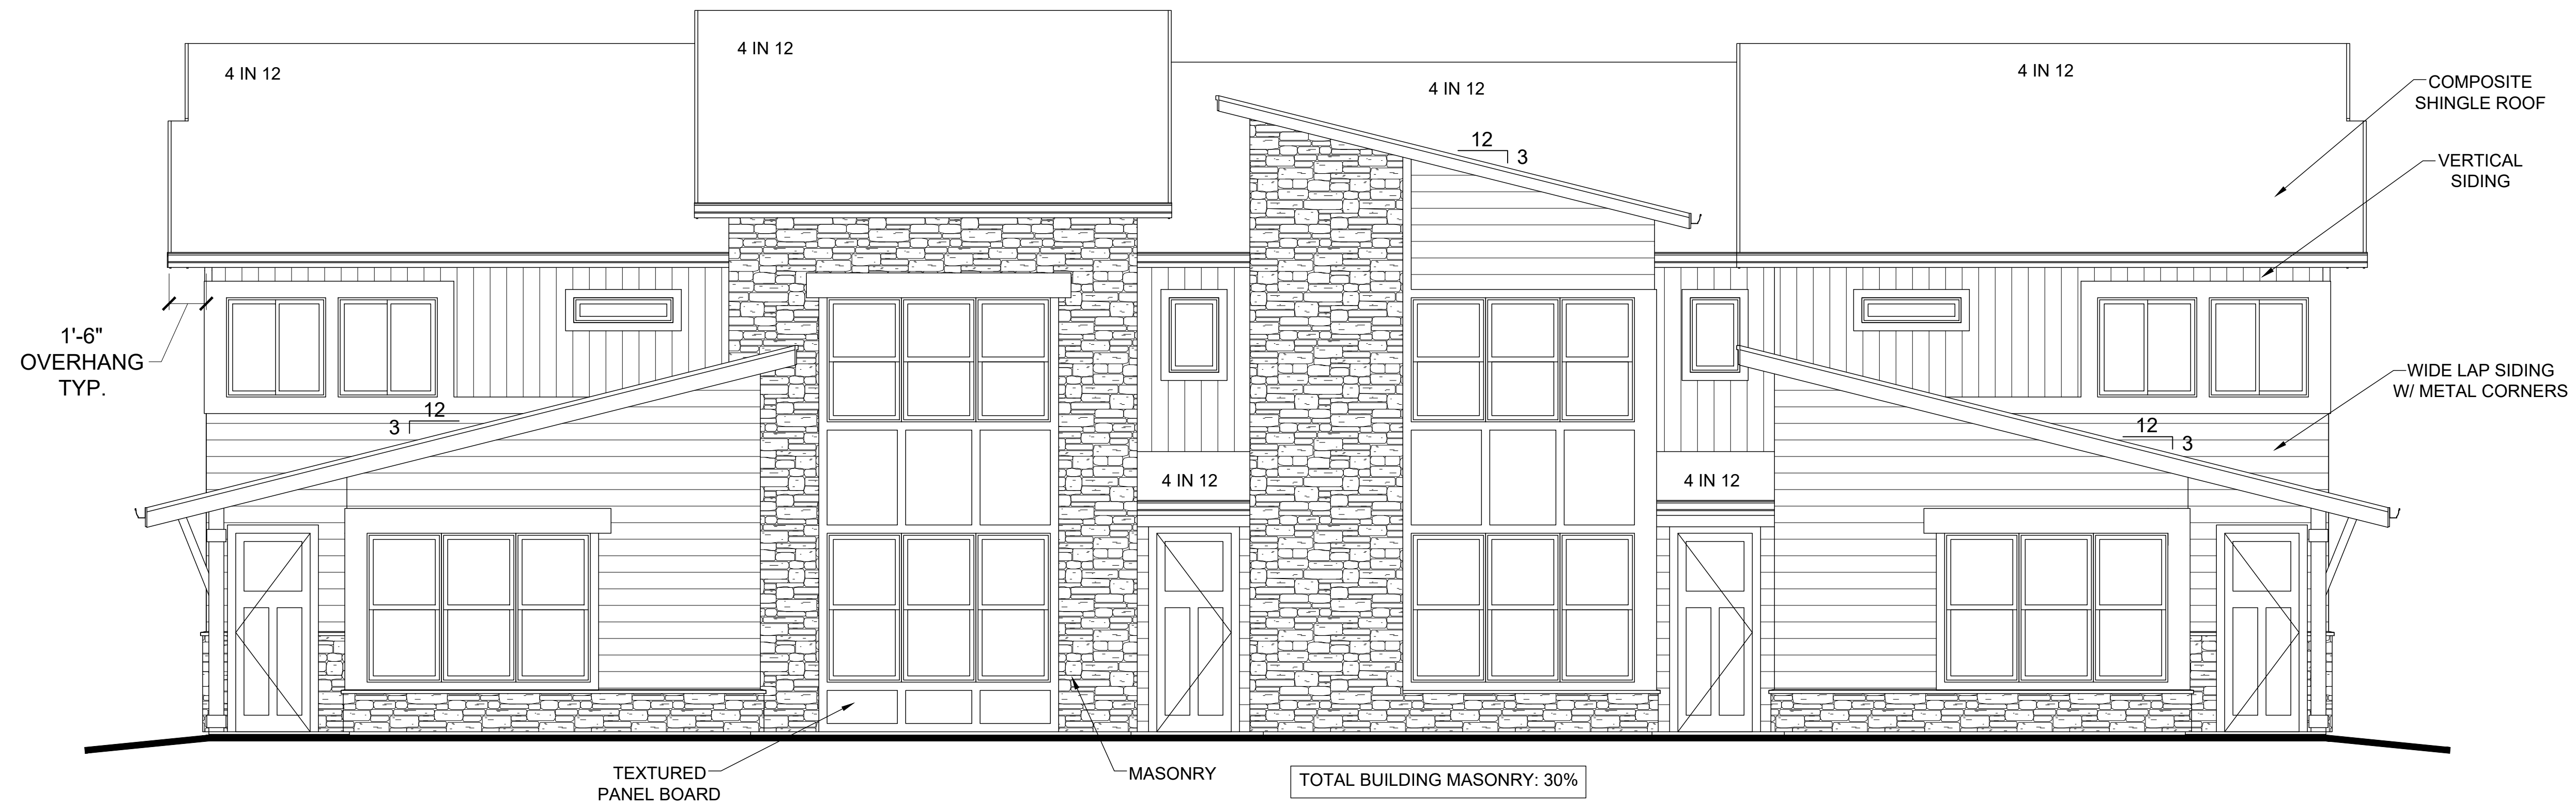 4 IN 12
4 IN 12
4 IN 12
4 IN 12
COMPOSITE
SHINGLE ROOF
12
3
VERTICAL
SIDING
1'-6"
OVERHANG
TYP.
12
3
12
3
WIDE LAP SIDING
W/ METAL CORNERS
4 IN 12
4 IN 12
TEXTURED
PANEL BOARD
MASONRY
TOTAL BUILDING MASONRY: 30%